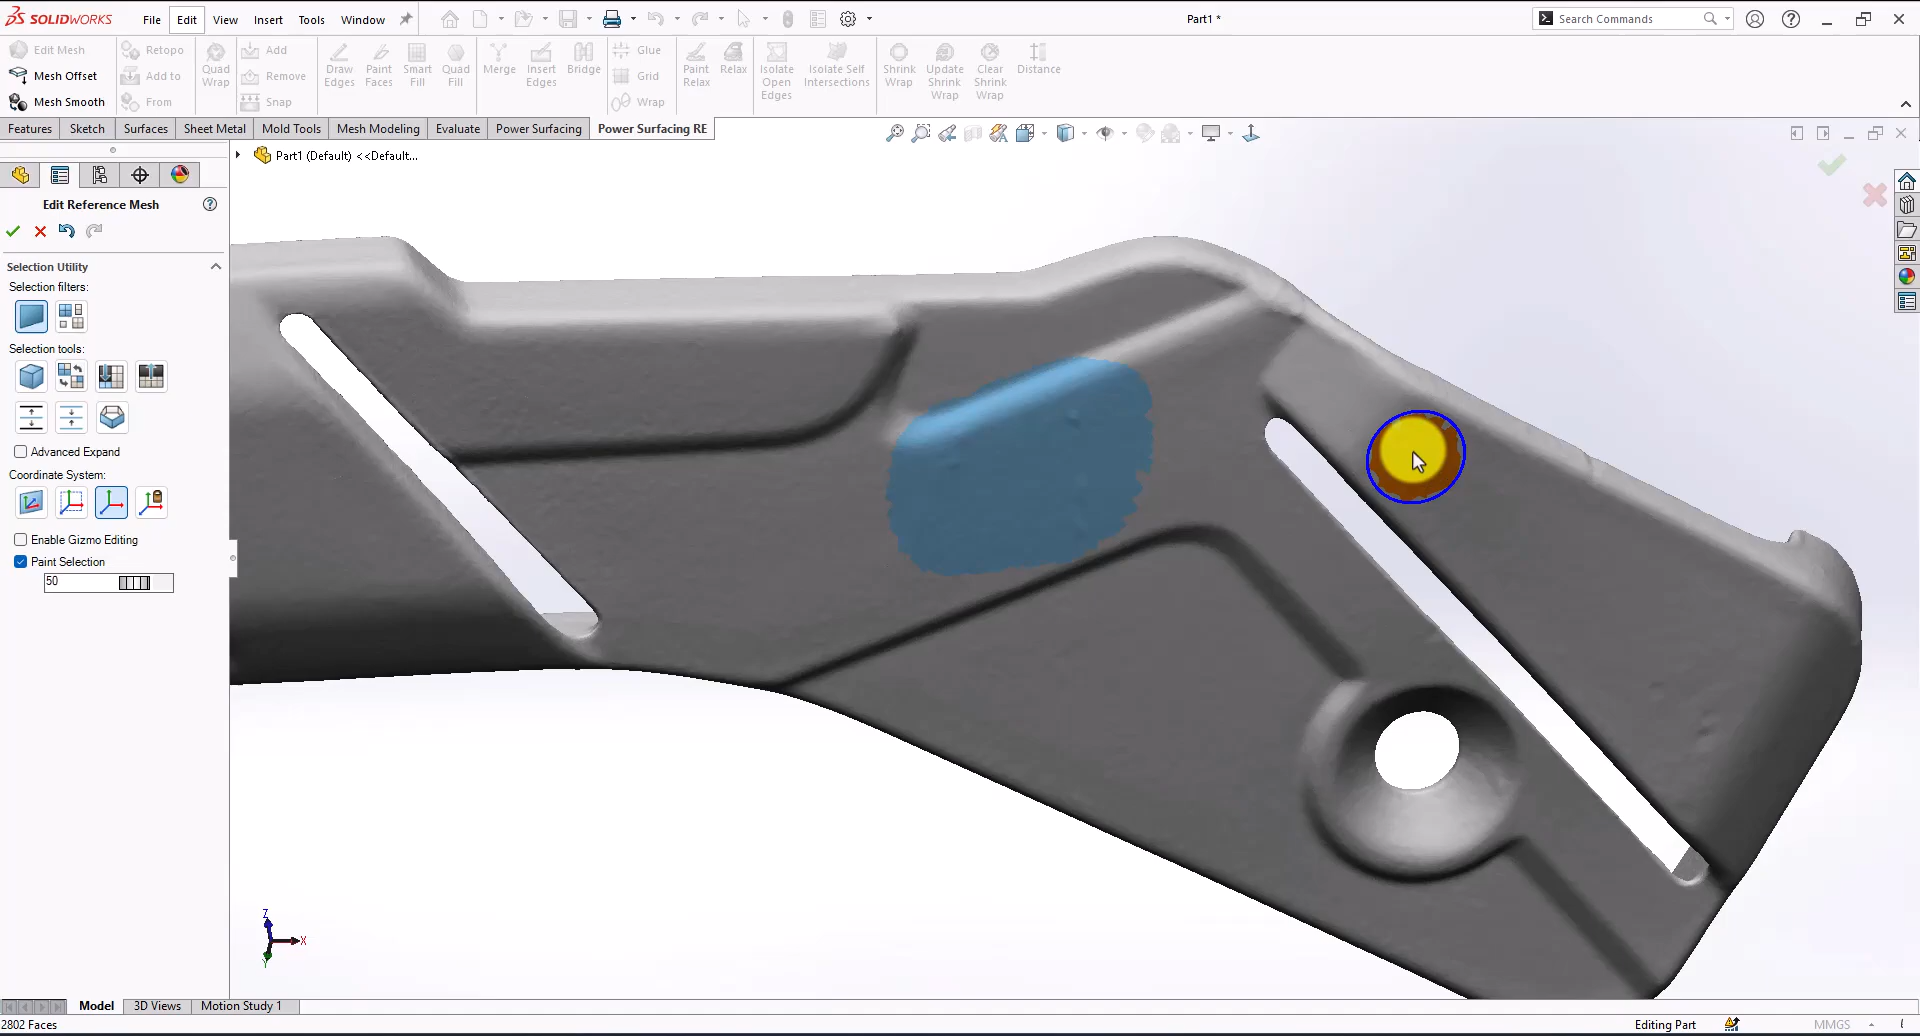 SOLIDWORKS File Edit View Insert Tools Window Part1 * Search Commands
Edit Mesh Retopo Quad Wrap Add Draw Edges Paint Faces Smart Fill Quad Fill Merge Insert Edges Bridge Glue Paint Relax Relax Isolate Open Edges Isolate Self Intersections Shrink Wrap Update Shrink Wrap Clear Shrink Wrap Distance
Mesh Offset Add to Remove Grid
Mesh Smooth From Snap Wrap
Features Sketch Surfaces Sheet Metal Mold Tools Mesh Modeling Evaluate Power Surfacing Power Surfacing RE
Part1 (Default) <<Default...
Edit Reference Mesh
Selection Utility
Selection filters:
Selection tools:
Advanced Expand
Coordinate System:
Enable Gizmo Editing
Paint Selection
50
Z
X
Y
Model 3D Views Motion Study 1
2802 Faces Editing Part MMGS